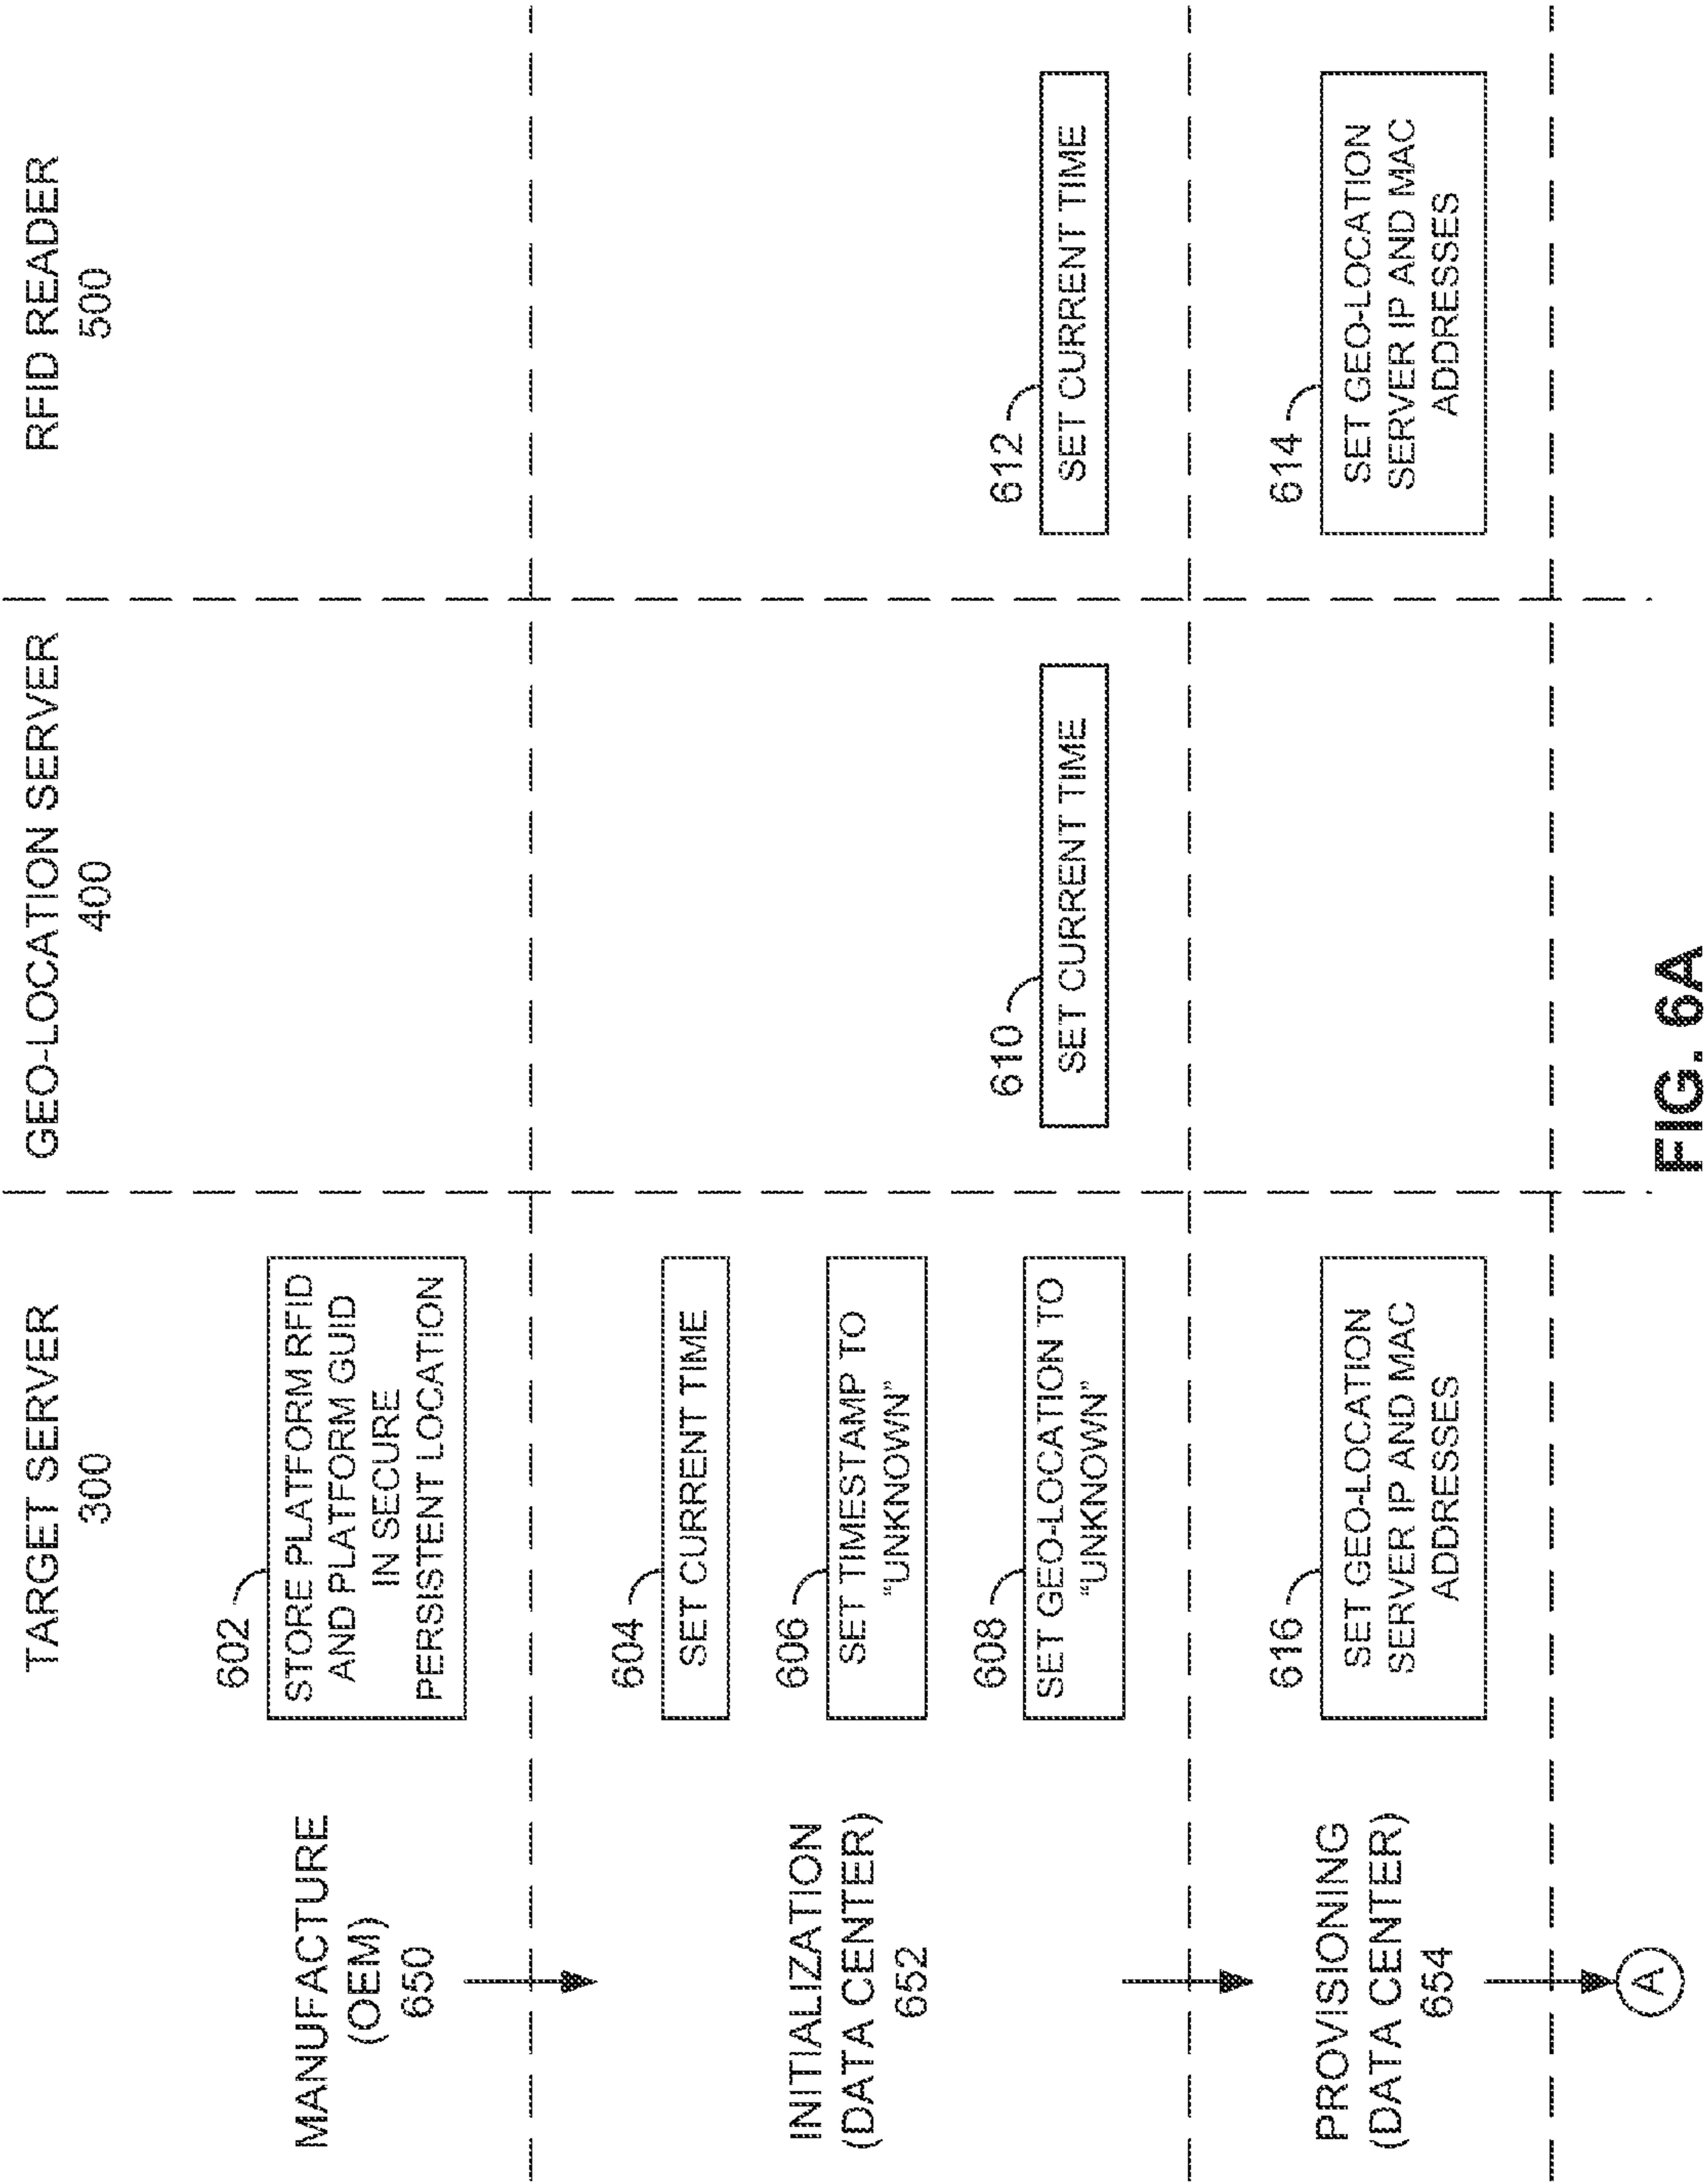 TARGET SERVER
300
GEO-LOCATION SERVER
400
RFID READER
500
MANUFACTURE
(OEM)
650
602
STORE PLATFORM RFID
AND PLATFORM GUID
IN SECURE
PERSISTENT LOCATION
INITIALIZATION
(DATA CENTER)
652
604
SET CURRENT TIME
606
SET TIMESTAMP TO
“UNKNOWN”
608
SET GEO-LOCATION TO
“UNKNOWN”
610
SET CURRENT TIME
612
SET CURRENT TIME
PROVISIONING
(DATA CENTER)
654
616
SET GEO-LOCATION
SERVER IP AND MAC
ADDRESSES
614
SET GEO-LOCATION
SERVER IP AND MAC
ADDRESSES
A
FIG. 6A